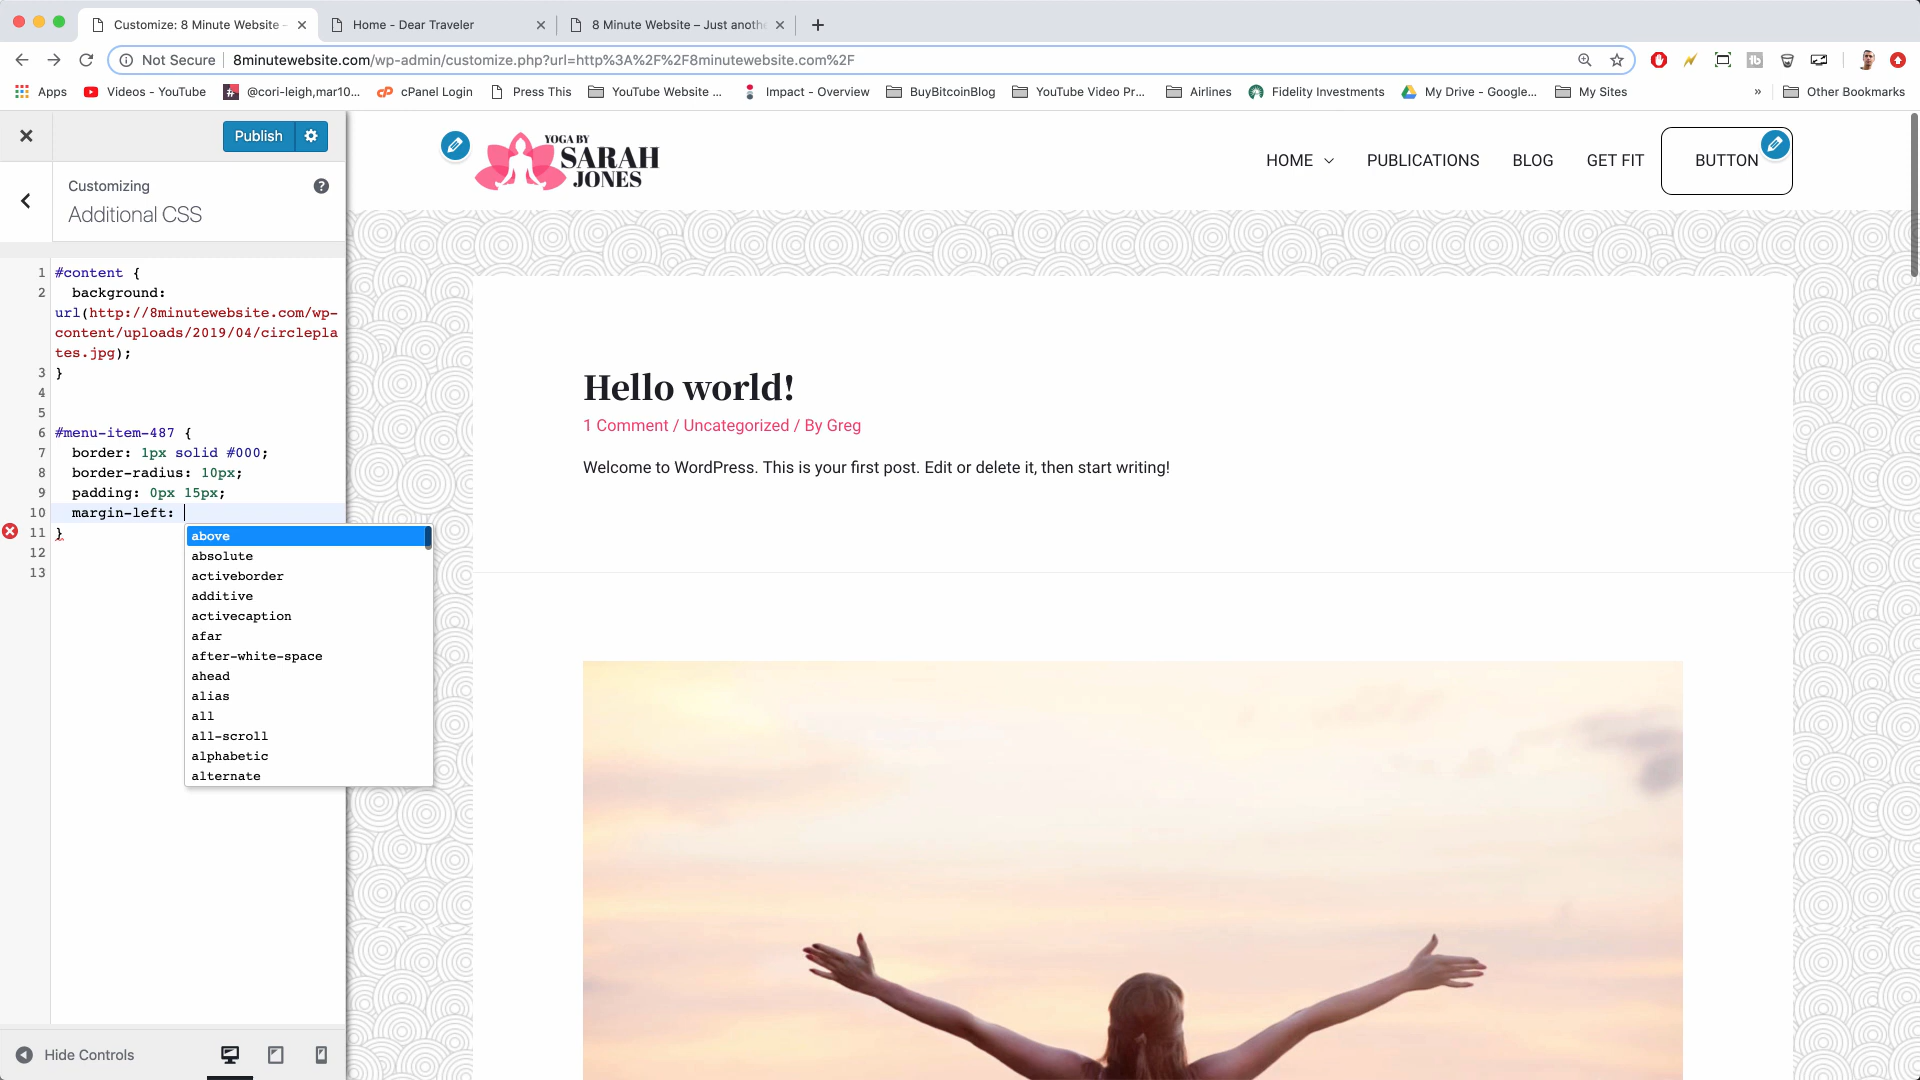 Customize: 8 Minute Website –
Home - Dear Traveler
8 Minute Website – Just anoth
Not Secure
8minutewebsite.com/wp-admin/customize.php?url=http%3A%2F%2F8minutewebsite.com%2F
Apps
Videos - YouTube
@cori-leigh,mar10...
cPanel Login
Press This
YouTube Website ...
Impact - Overview
BuyBitcoinBlog
YouTube Video Pr...
Airlines
Fidelity Investments
My Drive - Google...
My Sites
»
Other Bookmarks
Publish
Customizing
Additional CSS
1 #content {
2 background:
url(http://8minutewebsite.com/wp-
content/uploads/2019/04/circlepla
tes.jpg);
3 }
4
5
6 #menu-item-487 {
7 border: 1px solid #000;
8 border-radius: 10px;
9 padding: 0px 15px;
10 margin-left:
11 }
12
13
above
absolute
activeborder
additive
activecaption
afar
after-white-space
ahead
alias
all
all-scroll
alphabetic
alternate
Hide Controls
YOGA BY
SARAH
JONES
HOME
PUBLICATIONS
BLOG
GET FIT
BUTTON
Hello world!
1 Comment / Uncategorized / By Greg
Welcome to WordPress. This is your first post. Edit or delete it, then start writing!